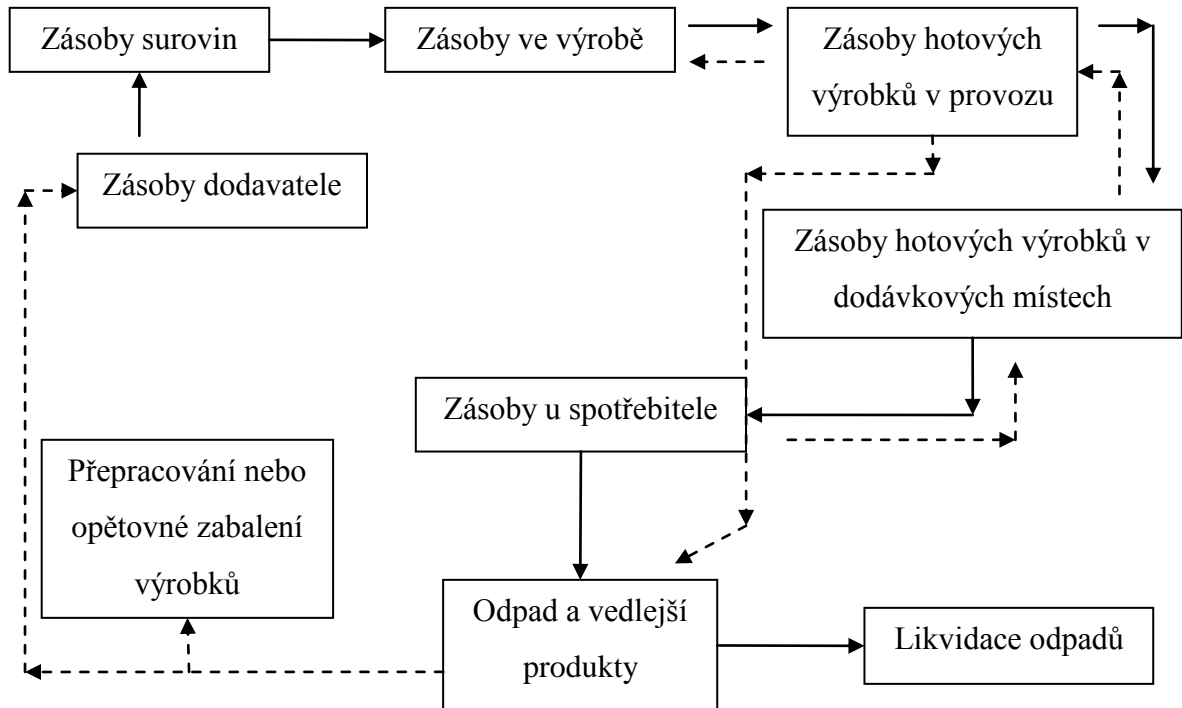 Zásoby surovin
Zásoby ve výrobě
Zásoby hotových
výrobků v provozu
Zásoby dodavatele
Zásoby hotových výrobků v
dodávkových místech
Zásoby u spotřebitele
Přepracování nebo
opětovné zabalení
výrobků
Odpad a vedlejší
produkty
Likvidace odpadů